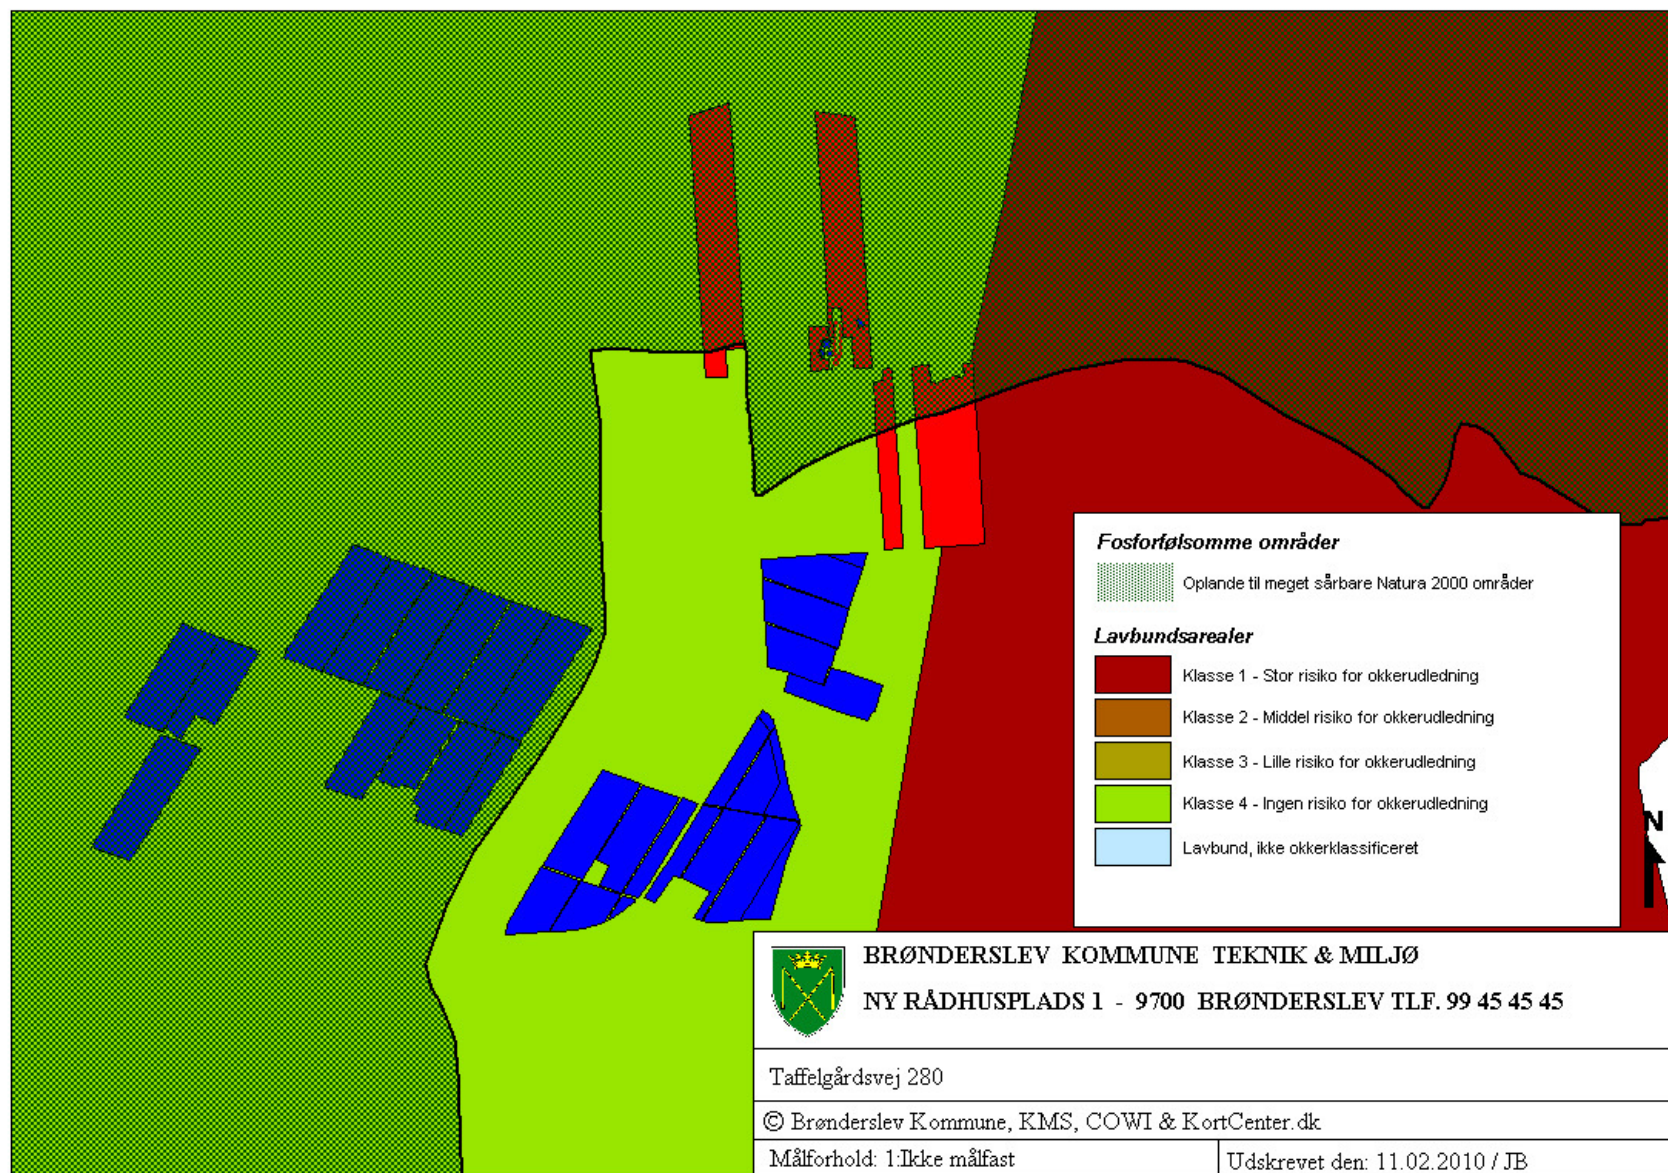 Fosforfølsomme områder
Oplande til meget sårbare Natura 2000 områder
Lavbundsarealer
Klasse 1 - Stor risiko for okkerudledning
Klasse 2 - Middel risiko for okkerudledning
Klasse 3 - Lille risiko for okkerudledning
Klasse 4 - Ingen risiko for okkerudledning
Lavbund, ikke okkerklassificeret
N
BRØNDERSLEV KOMMUNE TEKNIK & MILJØ
NY RÅDHUSPLADS 1 - 9700 BRØNDERSLEV TLF. 99 45 45 45
Taffelgårdsvej 280
© Brønderslev Kommune, KMS, COWI & KortCenter.dk
Målforhold: 1:Ikke målfast
Udskrevet den: 11.02.2010 / JB